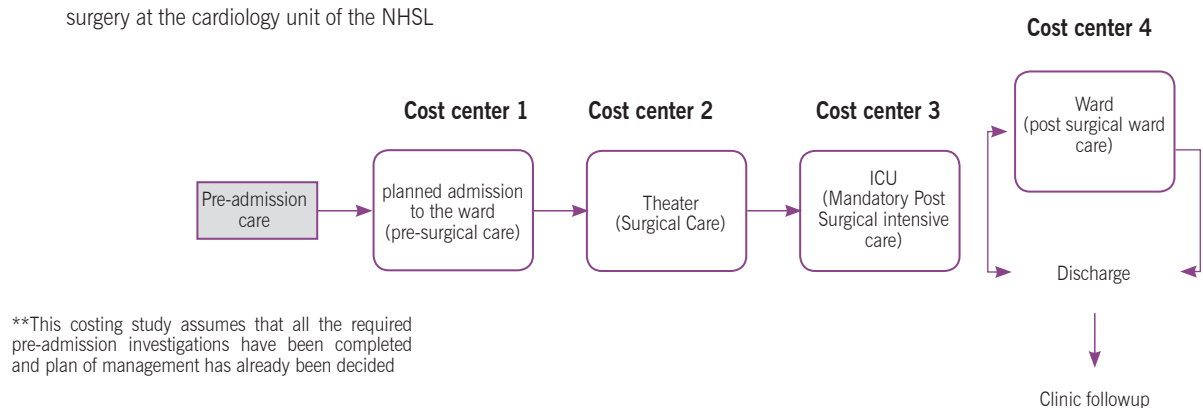 surgery at the cardiology unit of the NHSL
Cost center 1
Cost center 2
Cost center 3
Cost center 4
Pre-admission
care
planned admission
to the ward
(pre-surgical care)
Theater
(Surgical Care)
ICU
(Mandatory Post
Surgical intensive
care)
Ward
(post surgical ward
care)
Discharge
Clinic followup
**This costing study assumes that all the required
pre-admission investigations have been completed
and plan of management has already been decided